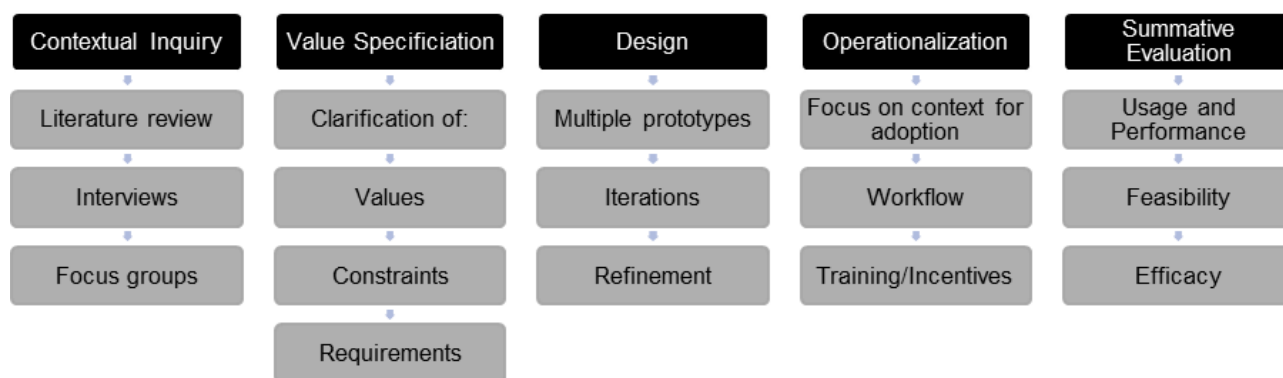 Contextual Inquiry
Literature review
Interviews
Focus groups
Value Specificiation
Clarification of:
Values
Constraints
Requirements
Design
Multiple prototypes
Iterations
Refinement
Operationalization
Focus on context for
adoption
Workflow
Training/Incentives
Summative
Evaluation
Usage and
Performance
Feasibility
Efficacy